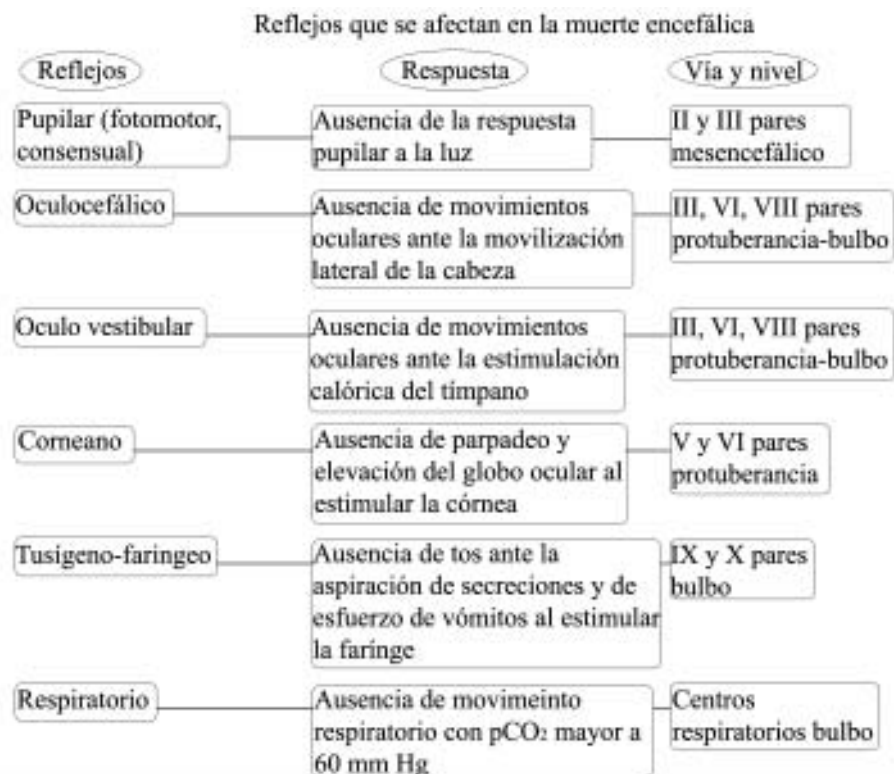 Reflejos que se afectan en la muerte encefálica
Reflejos
Respuesta
Vía y nivel
Pupilar (fotomotor,
consensual)
Ausencia de la respuesta
pupilar a la luz
II y III pares
mesencefálico
Oculocefálico
Ausencia de movimientos
oculares ante la movilización
lateral de la cabeza
III, VI, VIII pares
protuberancia-bulbo
Oculo vestibular
Ausencia de movimientos
oculares ante la estimulación
calórica del tímpano
III, VI, VIII pares
protuberancia-bulbo
Corneano
Ausencia de parpadeo y
elevación del globo ocular al
estimular la córnea
V y VI pares
protuberancia
Tusígeno-faringeo
Ausencia de tos ante la
aspiración de secreciones y de
esfuerzo de vómitos al estimular
la faringe
IX y X pares
bulbo
Respiratorio
Ausencia de movimeinto
respiratorio con pCO₂ mayor a
60 mm Hg
Centros
respiratorios bulbo